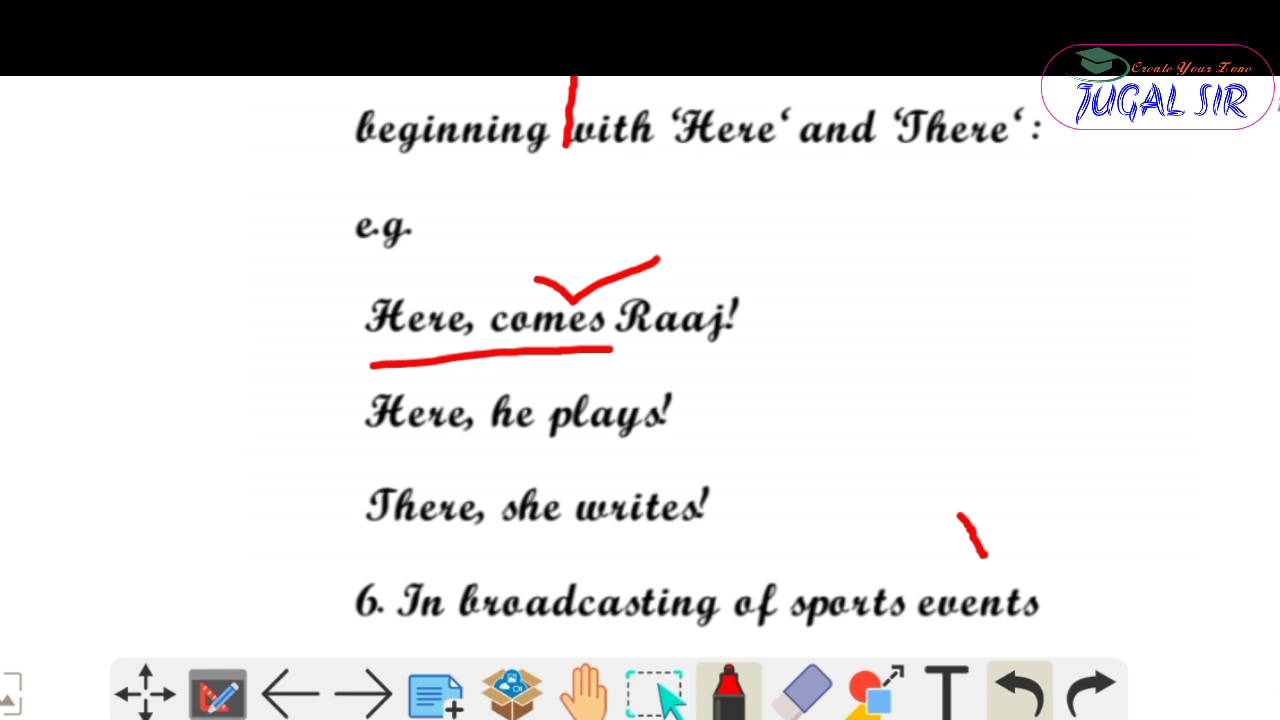 Create Your Zone
JUGAL SIR
beginning with ‘Here‘ and ‘There‘ :
e.g.
Here, comes Raaj!
Here, he plays!
There, she writes!
6. In broadcasting of sports events